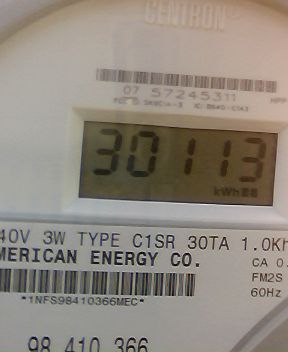 CENTRON®
07 57245311
30113
kWh
40V 3W TYPE C1SR 30TA 1.0Kh
MERICAN ENERGY CO.
CA 0.
FM2S
*1NFS98410366MEC*
60Hz
98 410 366